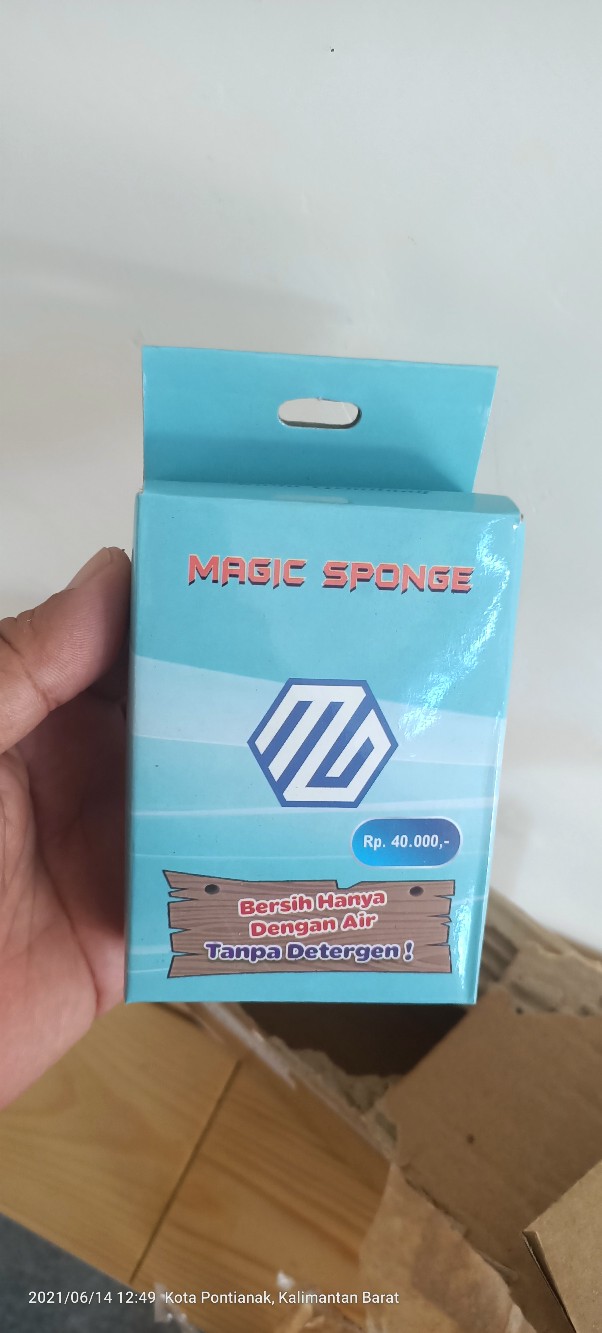 MAGIC SPONGE
Rp. 40.000,-
Bersih Hanya
Dengan Air
Tanpa Detergen !
2021/06/14 12:49 Kota Pontianak, Kalimantan Barat